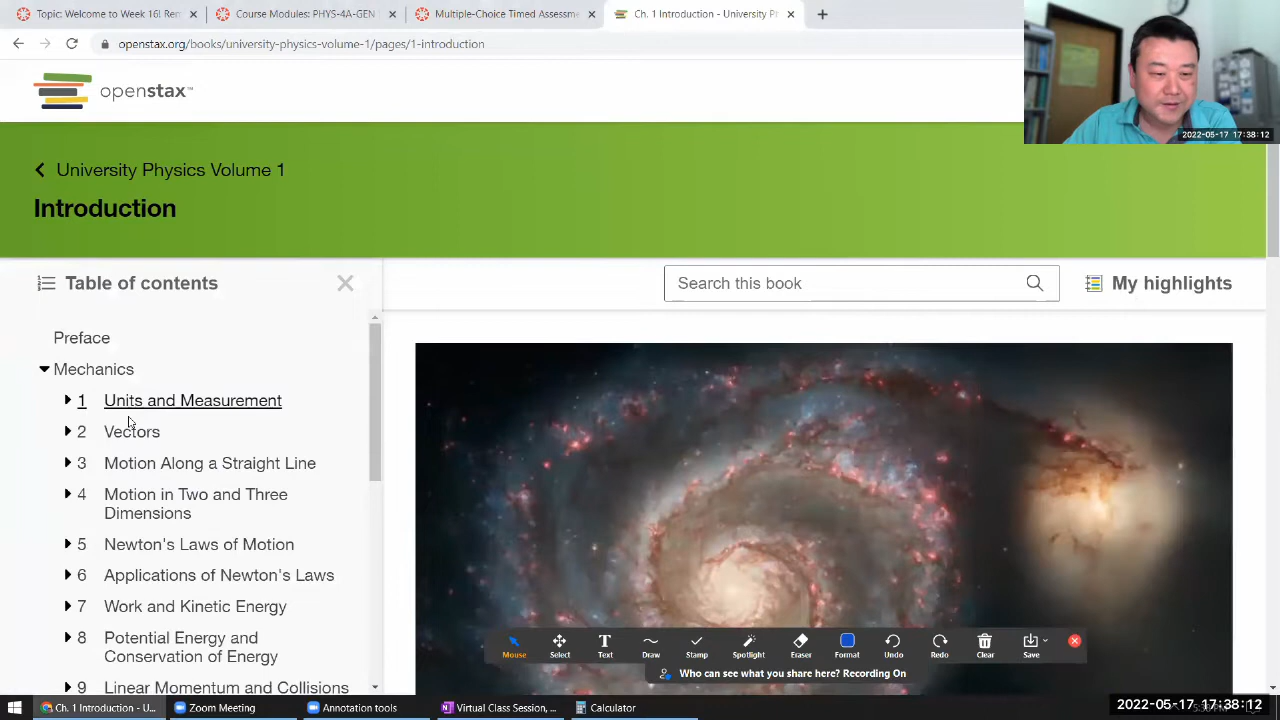 Topic: Welcome to Week 16! Re
Course Modules: PHYS-4A-GEN
Multiple-Choice Timed Assessme
Ch. 1 Introduction - University P
openstax.org/books/university-physics-volume-1/pages/1-introduction
2022-05-17 17:38:12
openstax™
University Physics Volume 1
Introduction
Table of contents
Search this book
My highlights
Preface
Mechanics
1 Units and Measurement
2 Vectors
3 Motion Along a Straight Line
4 Motion in Two and Three
Dimensions
5 Newton's Laws of Motion
6 Applications of Newton's Laws
7 Work and Kinetic Energy
8 Potential Energy and
Conservation of Energy
9 Linear Momentum and Collisions
Mouse Select Text Draw Stamp Spotlight Eraser Format Undo Redo Clear Save
Who can see what you share here? Recording On
Ch. 1 Introduction - U... Zoom Meeting Annotation tools Virtual Class Session, ... Calculator
2022-05-17 17:38:12